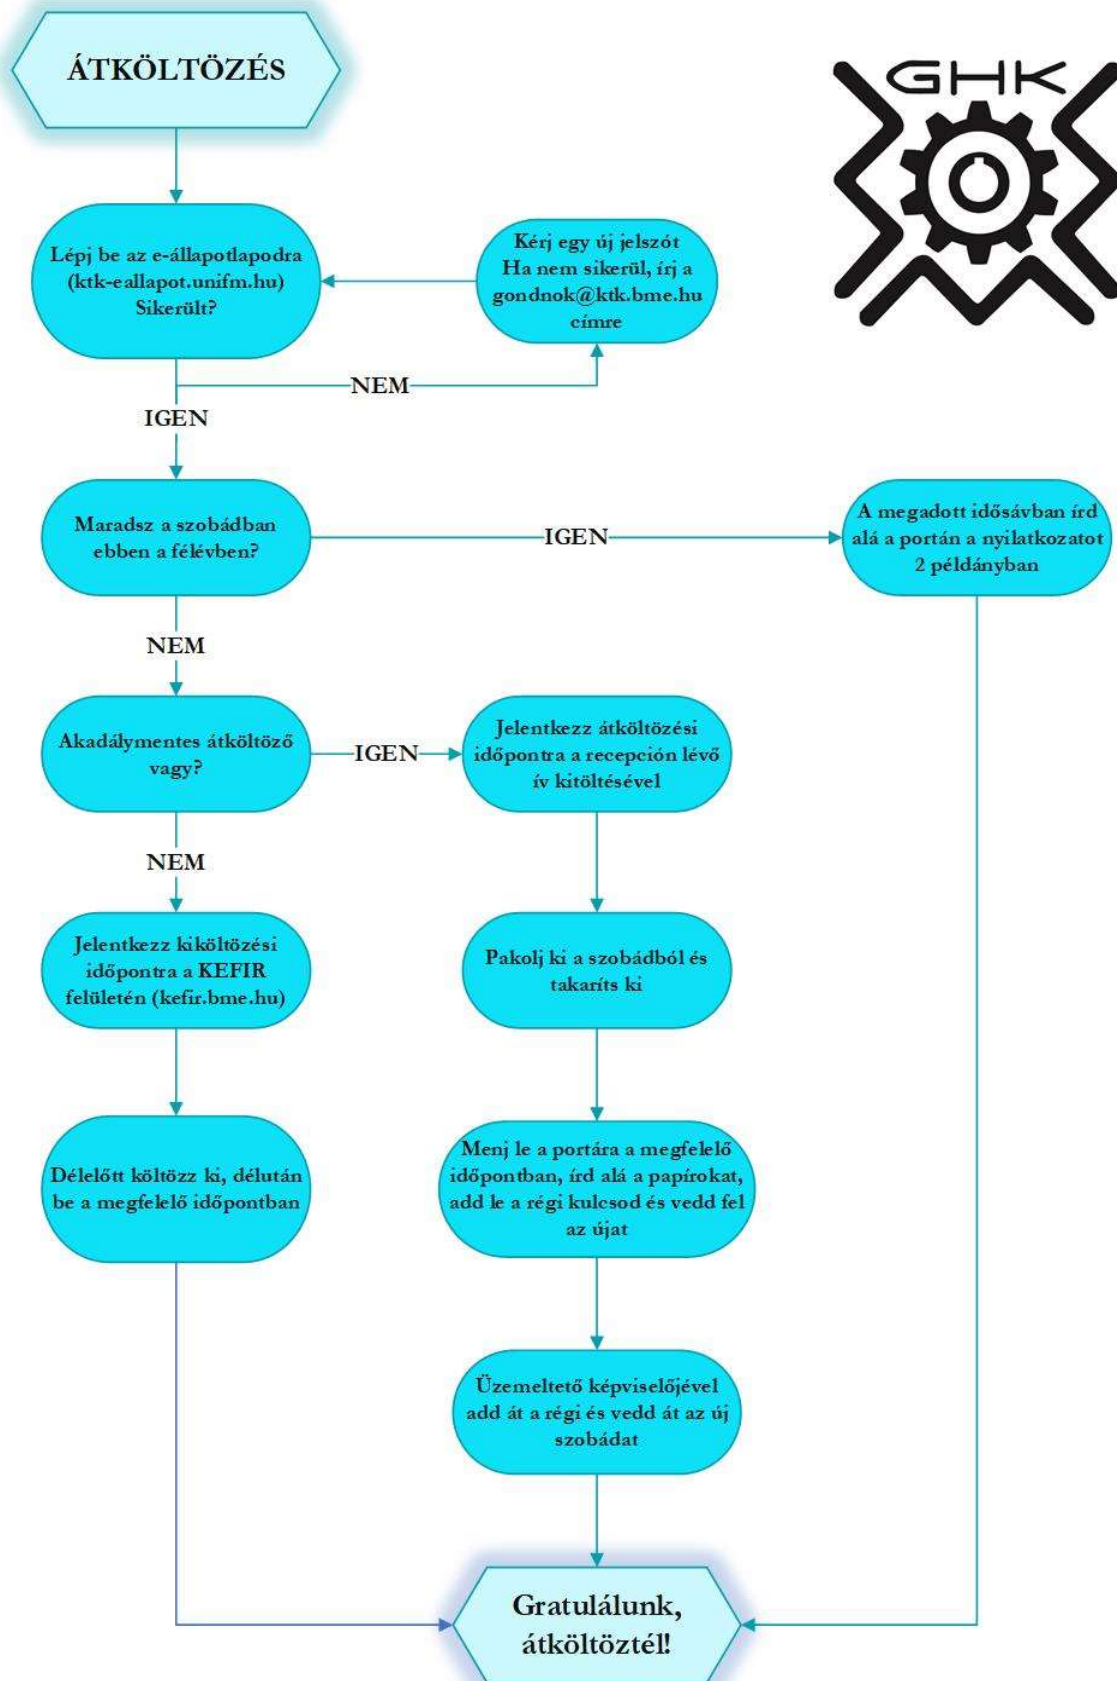 ÁTKÖLTÖZÉS
GHK
Lépj be az e-állapotlapodra
(ktk-eallapot.unifm.hu)
Sikerült?
Kérj egy új jelszót
Ha nem sikerül, írj a
gondnok@ktk.bme.hu
címre
NEM
IGEN
Maradsz a szobádban
ebben a félévben?
IGEN
A megadott idősávban írd
alá a portán a nyilatkozatot
2 példányban
NEM
Akadálymentes átköltöző
vagy?
IGEN
Jelentkezz átköltözési
időpontra a recepción lévő
ív kitöltésével
NEM
Jelentkezz kiköltözési
időpontra a KEFIR
felületén (kefir.bme.hu)
Pakolj ki a szobádból és
takaríts ki
Délelőtt költözz ki, délután
be a megfelelő időpontban
Menj le a portára a megfelelő
időpontban, írd alá a papírokat,
add le a régi kulcsod és vedd fel
az újat
Üzemeltető képviselőjével
add át a régi és vedd át az új
szobádat
Gratulálunk,
átköltöztél!